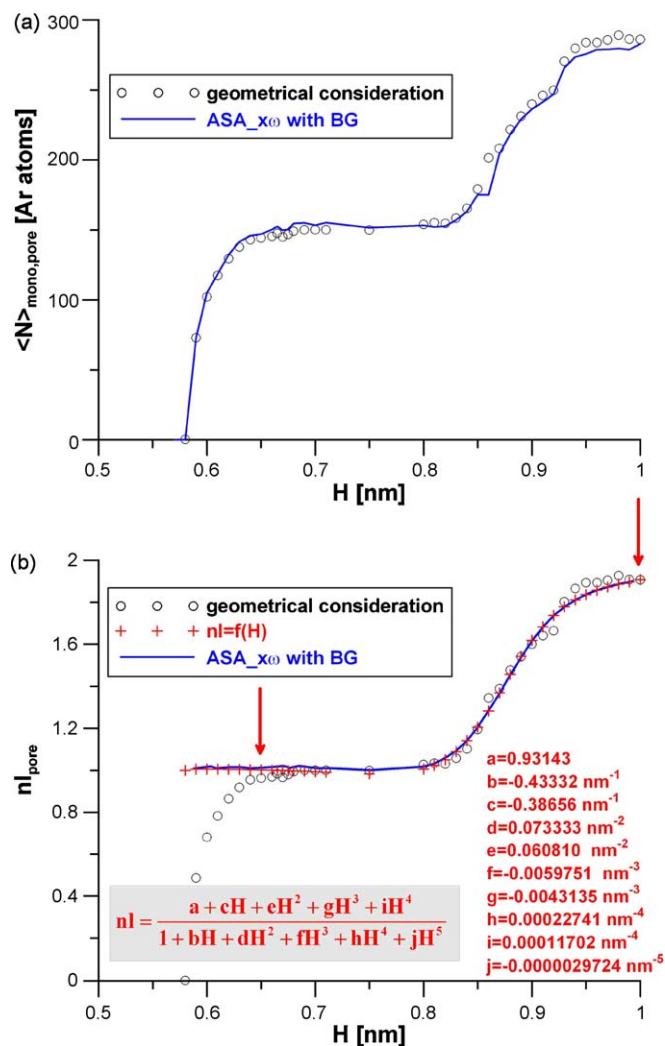 (a)
300
200
100
0
<N>mono,pore [Ar atoms]
geometrical consideration
ASA_xω with BG
0.5 0.6 0.7 0.8 0.9 1
H [nm]
(b)
2
1.6
1.2
0.8
0.4
0
nlpore
geometrical consideration
nl=f(H)
ASA_xω with BG
a=0.93143
b=-0.43332 nm-1
c=-0.38656 nm-1
d=0.073333 nm-2
e=0.060810 nm-2
f=-0.0059751 nm-3
g=-0.0043135 nm-3
h=0.00022741 nm-4
i=0.00011702 nm-4
j=-0.0000029724 nm-5
nl = a + cH + eH² + gH³ + iH⁴
1 + bH + dH² + fH³ + hH⁴ + jH⁵
0.5 0.6 0.7 0.8 0.9 1
H [nm]